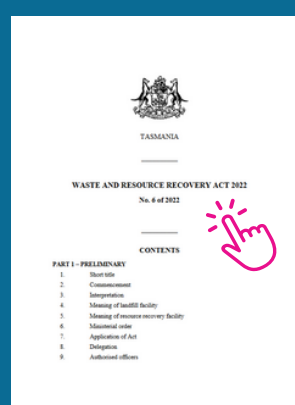 TASMANIA
WASTE AND RESOURCE RECOVERY ACT 2022
No. 6 of 2022
CONTENTS
PART 1 – PRELIMINARY
1. Short title
2. Commencement
3. Interpretation
4. Meaning of landfill facility
5. Meaning of resource recovery facility
6. Ministerial order
7. Application of Act
8. Delegation
9. Authorised officers